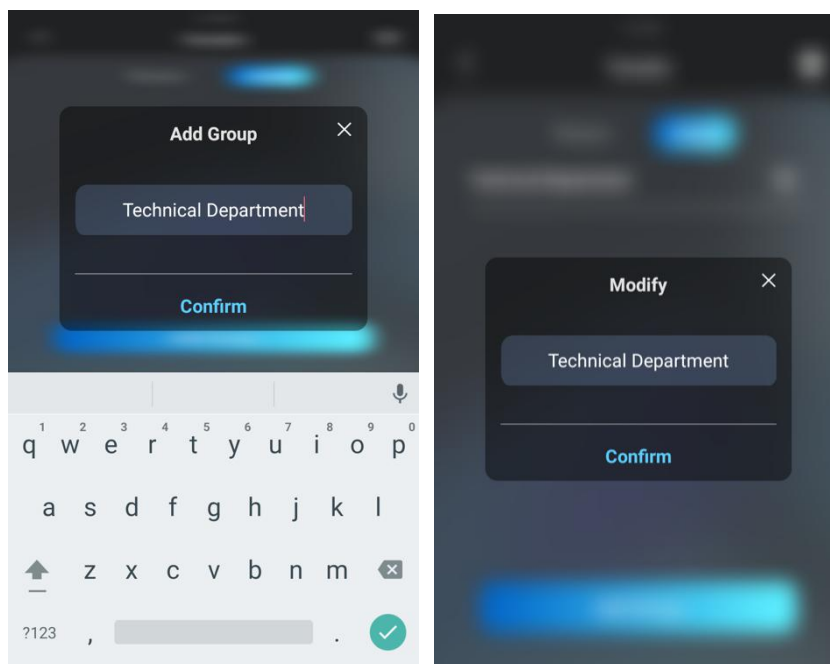 Add Group
Technical Department
Confirm
1 2 3 4 5 6 7 8 9 0
q w e r t y u i o p
a s d f g h j k l
z x c v b n m
?123 , .
Modify
Technical Department
Confirm